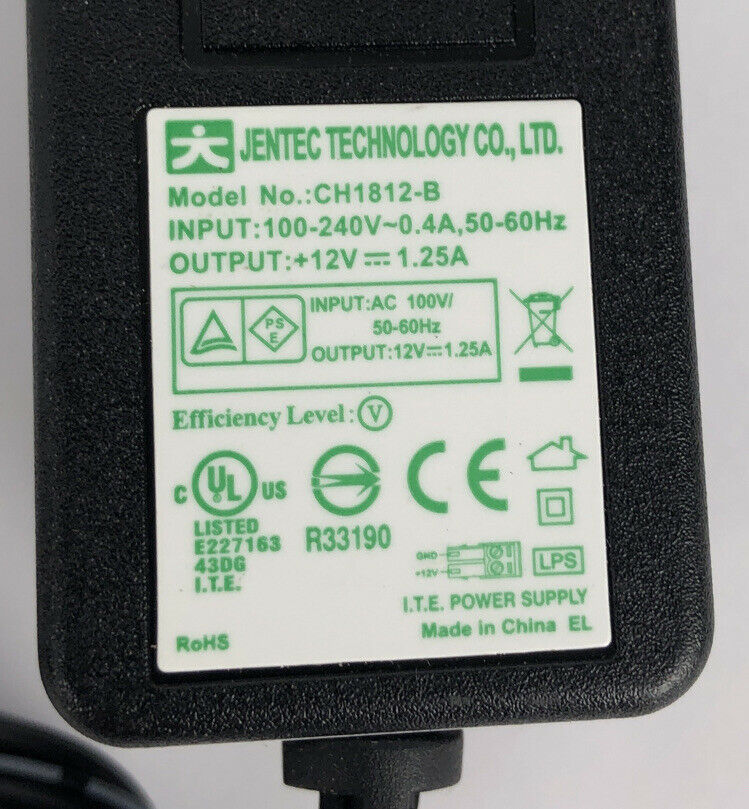 JENTEC TECHNOLOGY CO., LTD.
Model No.:CH1812-B
INPUT:100-240V~0.4A,50-60Hz
OUTPUT:+12V⎓1.25A
PS
E
INPUT:AC 100V/
50-60Hz
OUTPUT:12V⎓1.25A
Efficiency Level:Ⓥ
C UL US
LISTED
E227163
43DG
I.T.E.
R33190
CE
GND
+12V
LPS
I.T.E. POWER SUPPLY
Made in China EL
RoHS